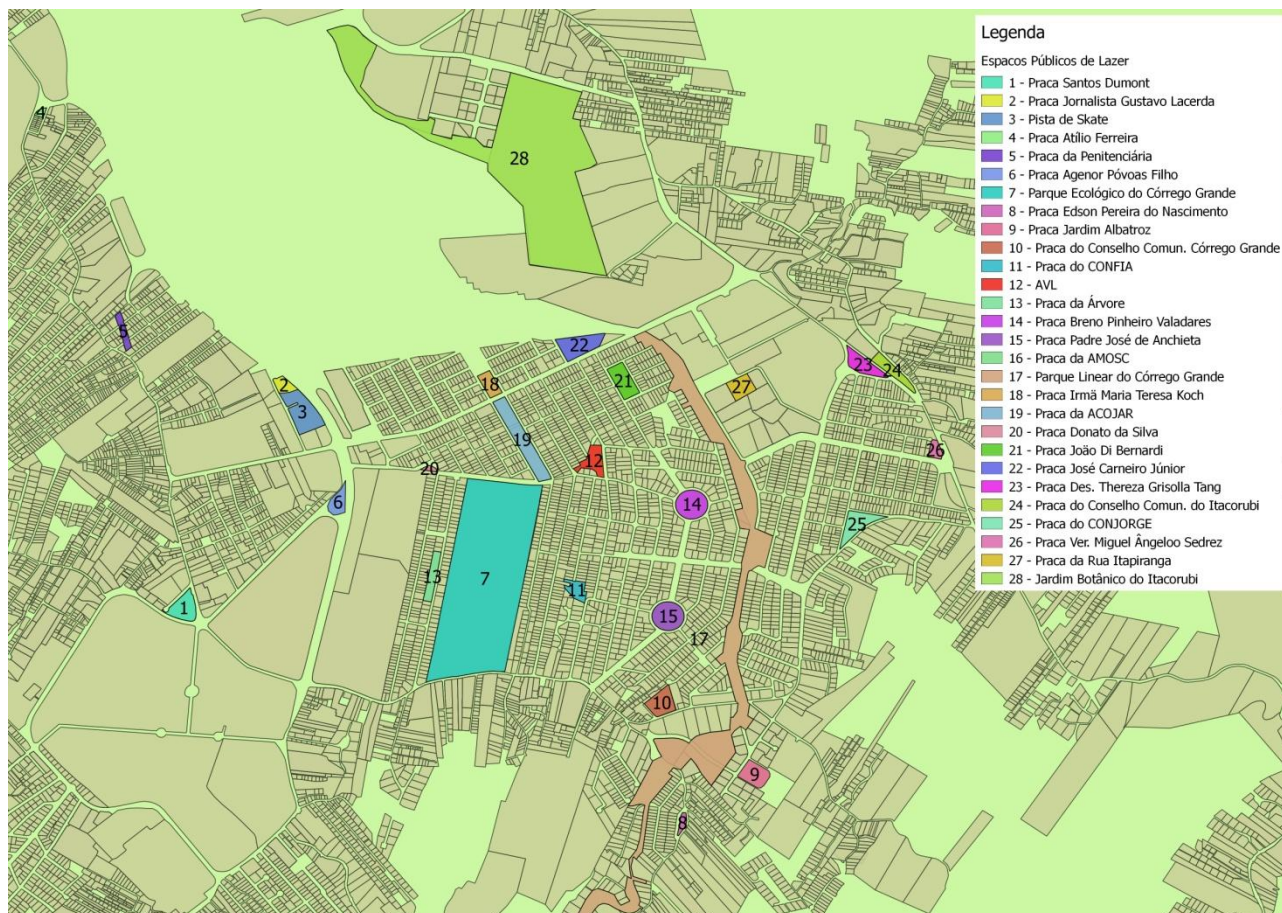 Legenda
Espacos Públicos de Lazer
1 - Praca Santos Dumont
2 - Praca Jornalista Gustavo Lacerda
3 - Pista de Skate
4 - Praca Atílio Ferreira
5 - Praca da Penitenciária
6 - Praca Agenor Póvoas Filho
7 - Parque Ecológico do Córrego Grande
8 - Praca Edson Pereira do Nascimento
9 - Praca Jardim Albatroz
10 - Praca do Conselho Comun. Córrego Grande
11 - Praca do CONFIA
12 - AVL
13 - Praca da Árvore
14 - Praca Breno Pinheiro Valadares
15 - Praca Padre José de Anchieta
16 - Praca da AMOSC
17 - Parque Linear do Córrego Grande
18 - Praca Irmä Maria Teresa Koch
19 - Praca da ACOJAR
20 - Praca Donato da Silva
21 - Praca Joäo Di Bernardi
22 - Praca José Carneiro Júnior
23 - Praca Des. Thereza Grisolla Tang
24 - Praca do Conselho Comun. do Itacorubi
25 - Praca do CONJORGE
26 - Praca Ver. Miguel Ângeloo Sedrez
27 - Praca da Rua Itapiranga
28 - Jardim Botânico do Itacorubi
4
28
5
22
23
24
2
18
21
27
3
19
26
12
20
6
14
25
7
13
11
1
15
17
10
9
8